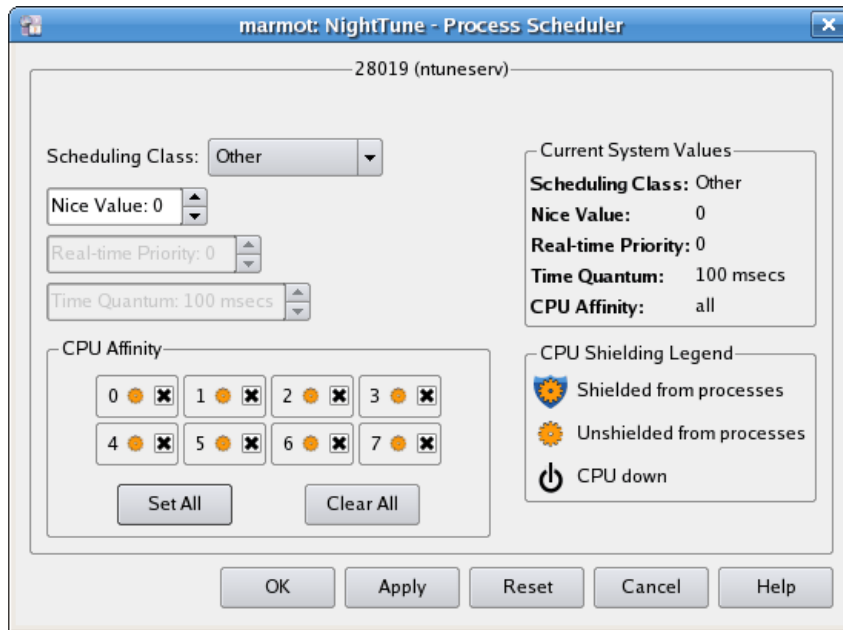 marmot: NightTune - Process Scheduler
28019 (ntuneserv)
Scheduling Class: Other
Nice Value: 0
Real-time Priority: 0
Time Quantum: 100 msecs
Current System Values
Scheduling Class: Other
Nice Value: 0
Real-time Priority: 0
Time Quantum: 100 msecs
CPU Affinity: all
CPU Affinity
0 1 2 3
4 5 6 7
Set All Clear All
CPU Shielding Legend
Shielded from processes
Unshielded from processes
CPU down
OK Apply Reset Cancel Help